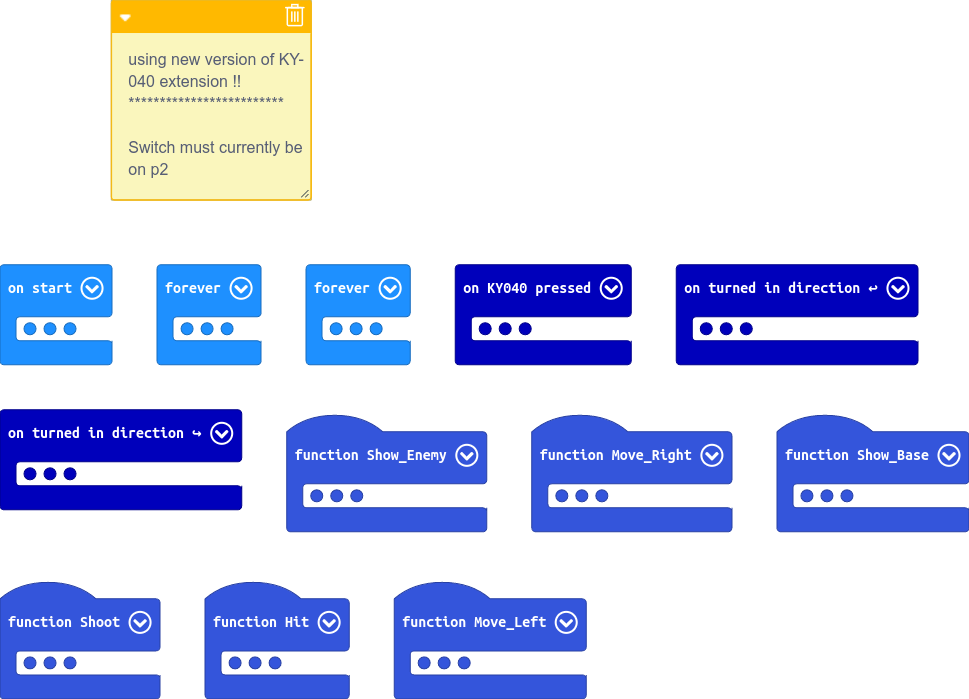 using new version of KY-
040 extension !!
*************************
Switch must currently be
on p2
on start
forever
forever
on KY040 pressed
on turned in direction ↩
on turned in direction ↪
function Show_Enemy
function Move_Right
function Show_Base
function Shoot
function Hit
function Move_Left